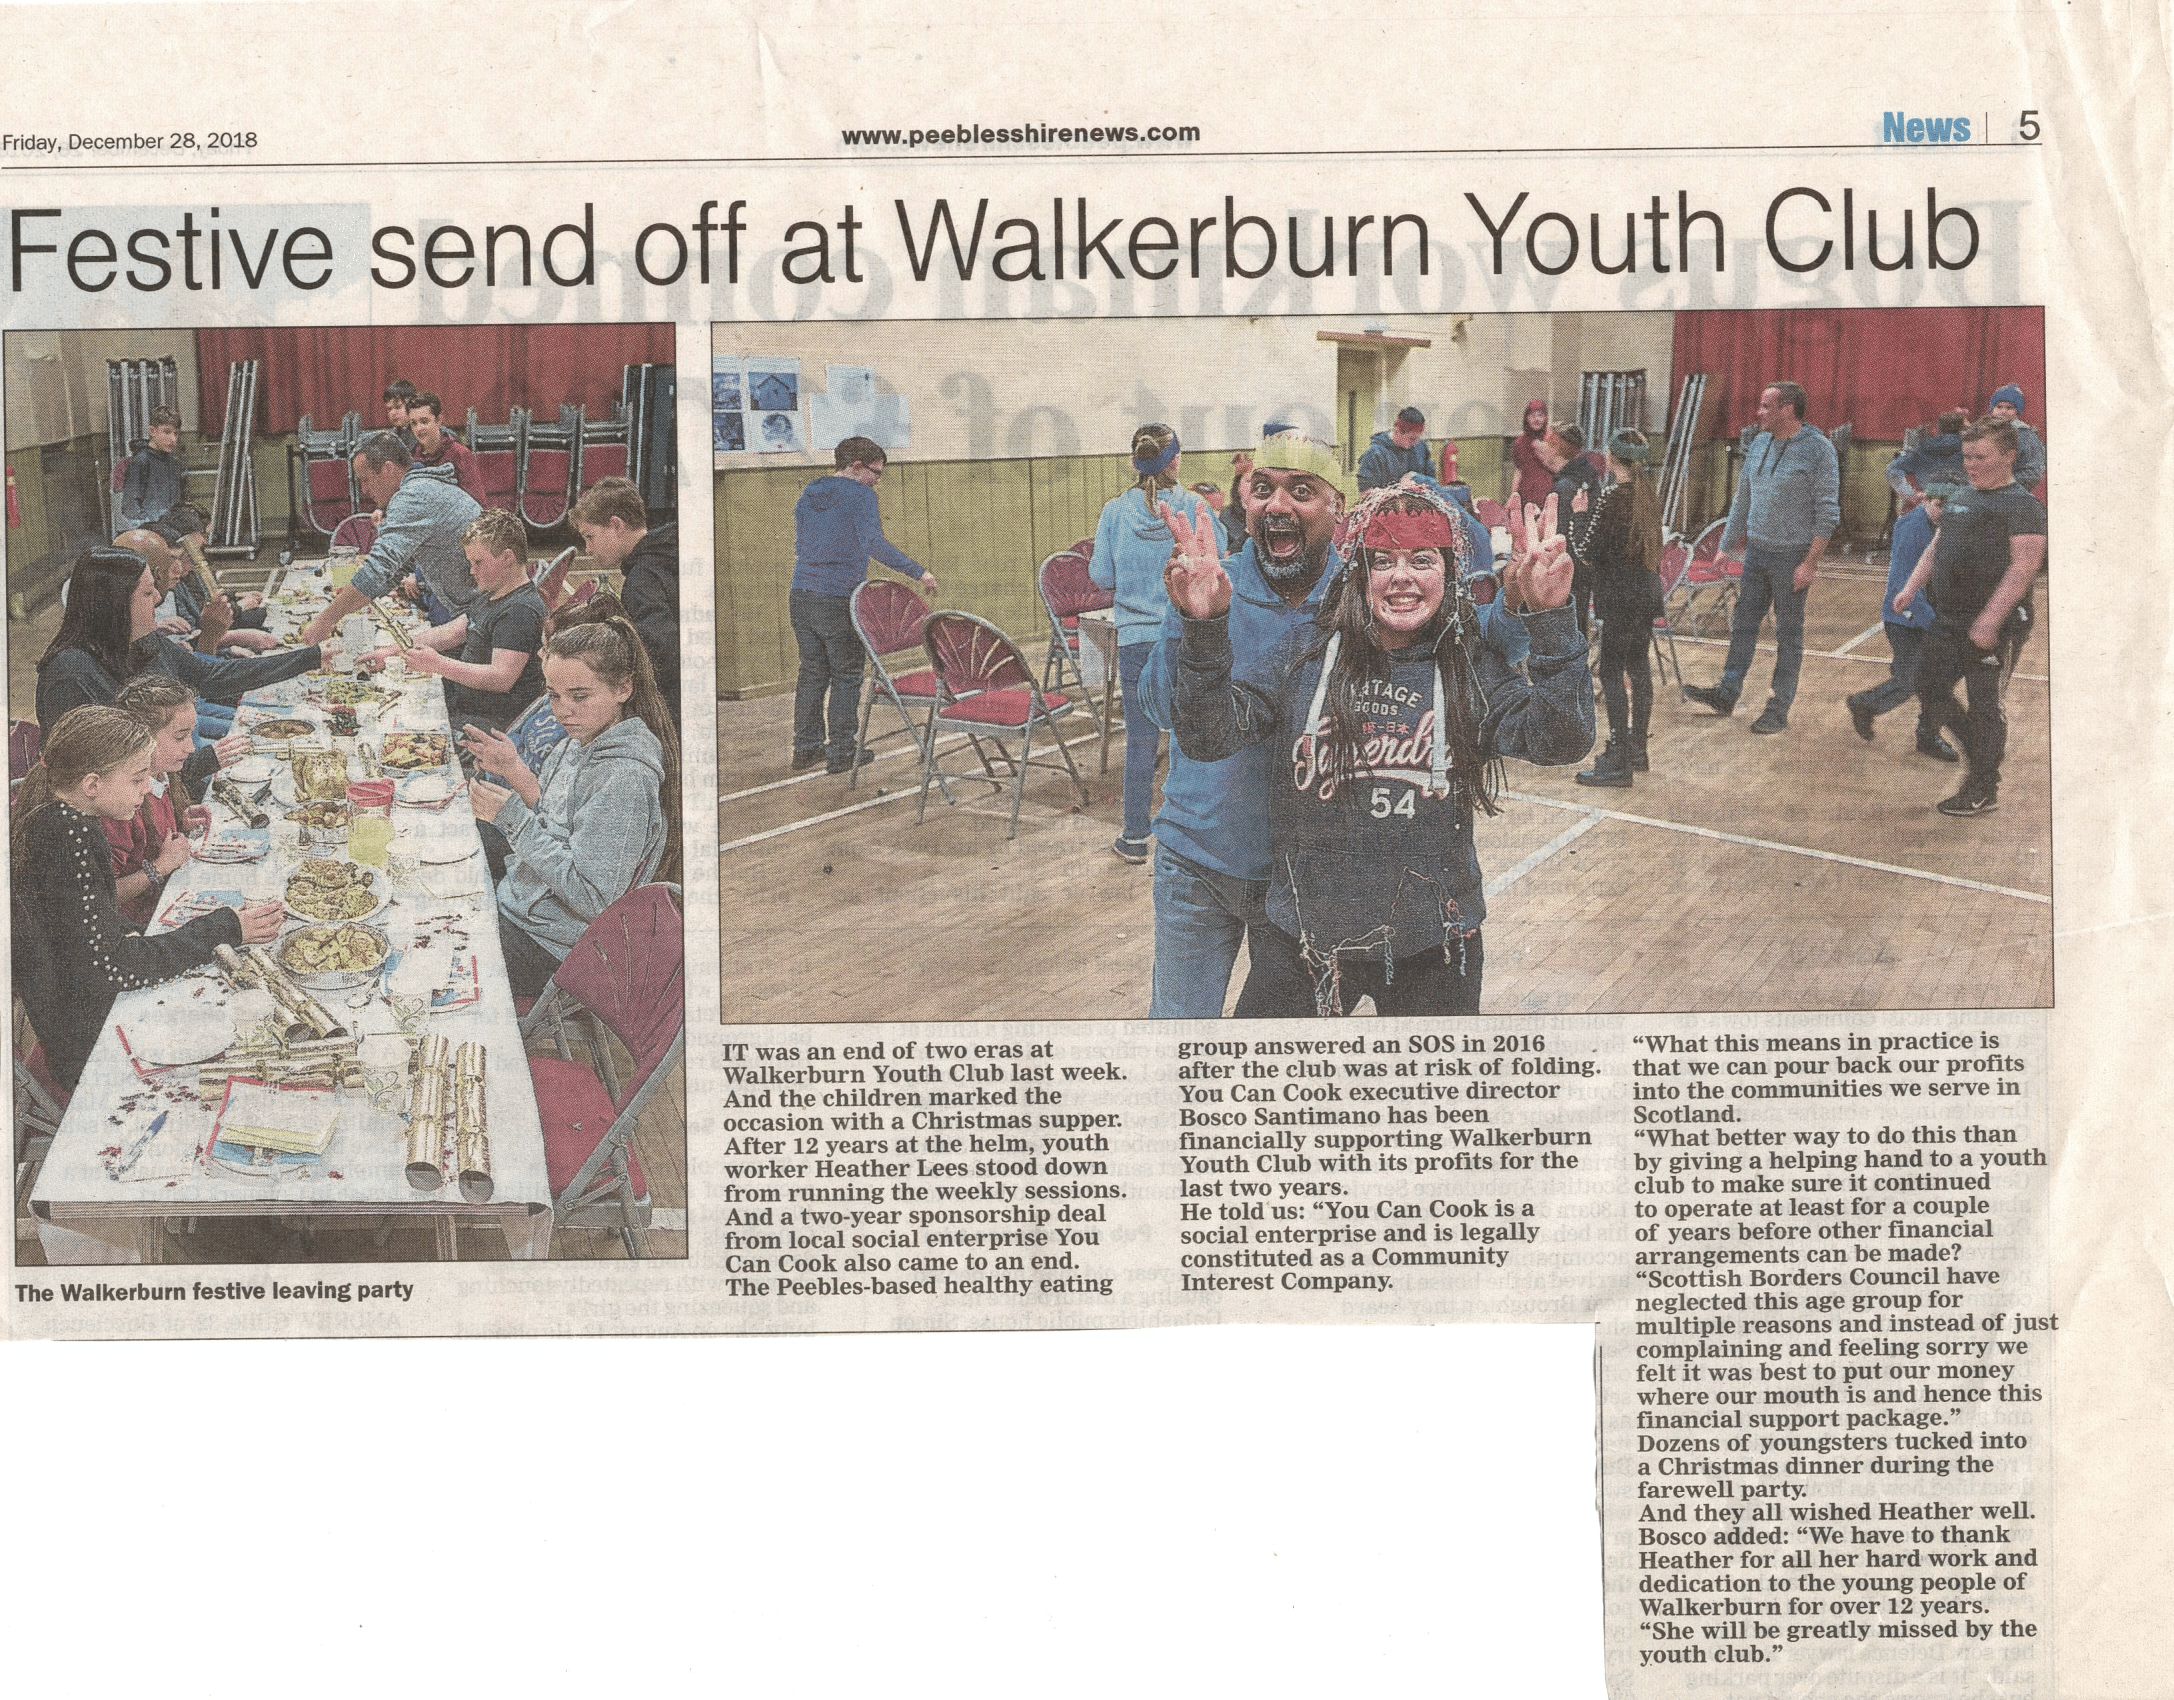 Friday, December 28, 2018
www.peeblesshirenews.com
News 5
Festive send off at Walkerburn Youth Club
VINTAGE
GOODS
Superdry
54
The Walkerburn festive leaving party
IT was an end of two eras at
Walkerburn Youth Club last week.
And the children marked the
occasion with a Christmas supper.
After 12 years at the helm, youth
worker Heather Lees stood down
from running the weekly sessions.
And a two-year sponsorship deal
from local social enterprise You
Can Cook also came to an end.
The Peebles-based healthy eating
group answered an SOS in 2016
after the club was at risk of folding.
You Can Cook executive director
Bosco Santimano has been
financially supporting Walkerburn
Youth Club with its profits for the
last two years.
He told us: “You Can Cook is a
social enterprise and is legally
constituted as a Community
Interest Company.
“What this means in practice is
that we can pour back our profits
into the communities we serve in
Scotland.
“What better way to do this than
by giving a helping hand to a youth
club to make sure it continued
to operate at least for a couple
of years before other financial
arrangements can be made?
“Scottish Borders Council have
neglected this age group for
multiple reasons and instead of just
complaining and feeling sorry we
felt it was best to put our money
where our mouth is and hence this
financial support package.”
Dozens of youngsters tucked into
a Christmas dinner during the
farewell party.
And they all wished Heather well.
Bosco added: “We have to thank
Heather for all her hard work and
dedication to the young people of
Walkerburn for over 12 years.
“She will be greatly missed by the
youth club.”